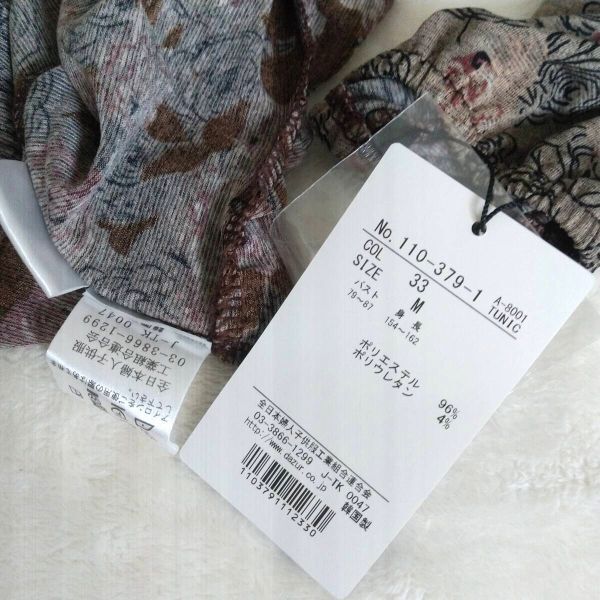 No. 110-379-1
A-8001
COL 33
TUNIC
SIZE M
バスト 身長
79~87 154~162
ポリエステル 96%
ポリウレタン 4%
全日本婦人子供服工業組合連合会
03-3866-1299 J-TK 0047
http://www.dazur.co.jp
1103791112330
韓国製
全日本婦人子供服
工業組合連合会
03-3866-1299
J-TK 0047